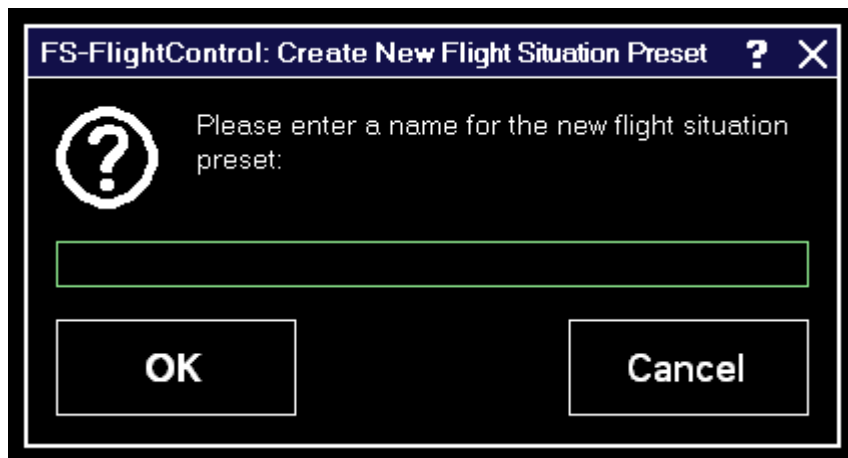 FS-FlightControl: Create New Flight Situation Preset ? X
Please enter a name for the new flight situation
preset:
OK Cancel